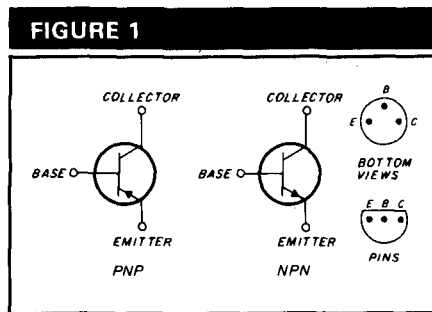 FIGURE 1
COLLECTOR
BASE
EMITTER
PNP
COLLECTOR
BASE
EMITTER
NPN
B
E C
BOTTOM
VIEWS
E B C
PINS